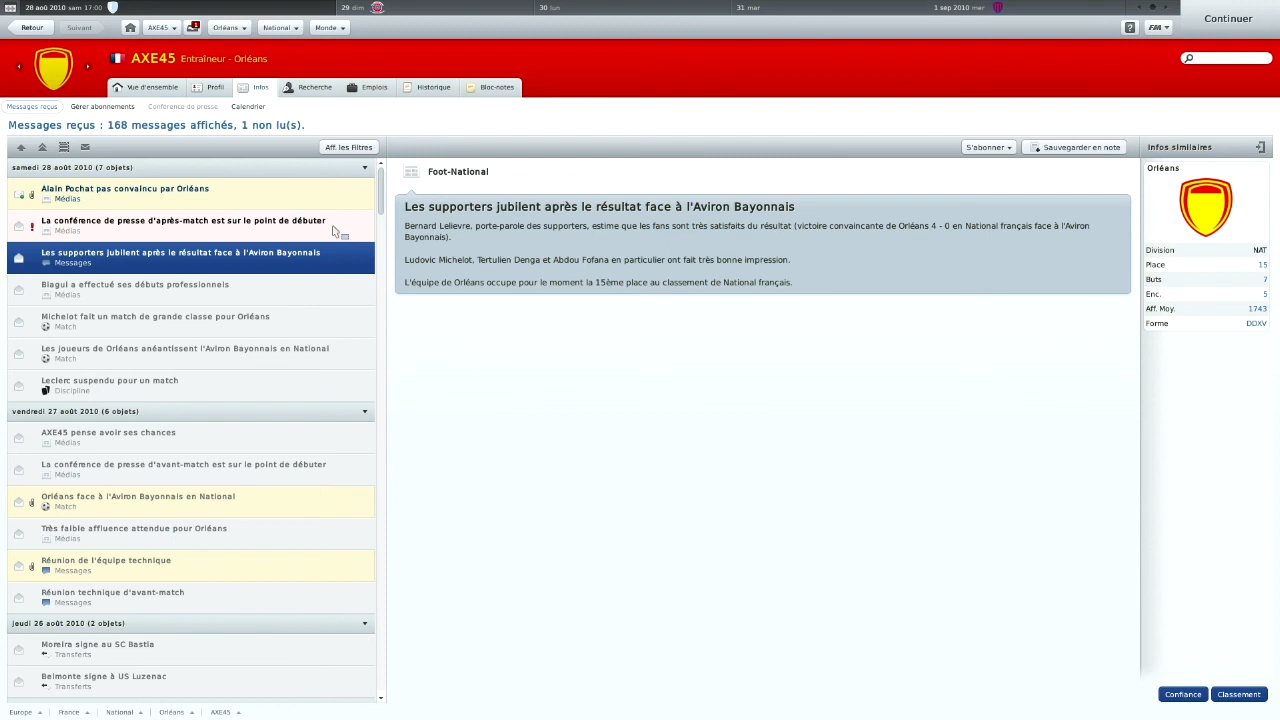 28 aoû 2010 sam 17:00
29 dim
30 lun
31 mar
1 sep 2010 mer
Continuer
Retour
Suivant
AXE45
1
Orléans
National
Monde
?
FM
AXE45 Entraîneur - Orléans
Vue d'ensemble
Profil
Infos
Recherche
Emplois
Historique
Bloc-notes
Messages reçus
Gérer abonnements
Conférence de presse
Calendrier
Messages reçus : 168 messages affichés, 1 non lu(s).
Aff. les Filtres
samedi 28 août 2010 (7 objets)
Alain Pochat pas convaincu par Orléans
Médias
La conférence de presse d'après-match est sur le point de débuter
Médias
Les supporters jubilent après le résultat face à l'Aviron Bayonnais
Messages
Blagui a effectué ses débuts professionnels
Médias
Michelot fait un match de grande classe pour Orléans
Match
Les joueurs de Orléans anéantissent l'Aviron Bayonnais en National
Match
Leclerc suspendu pour un match
Discipline
vendredi 27 août 2010 (6 objets)
AXE45 pense avoir ses chances
Médias
La conférence de presse d'avant-match est sur le point de débuter
Médias
Orléans face à l'Aviron Bayonnais en National
Match
Très faible affluence attendue pour Orléans
Médias
Réunion de l'équipe technique
Messages
Réunion technique d'avant-match
Messages
jeudi 26 août 2010 (2 objets)
Moreira signe au SC Bastia
Transferts
Belmonte signe à US Luzenac
Transferts
S'abonner
Sauvegarder en note
Foot-National
Les supporters jubilent après le résultat face à l'Aviron Bayonnais
Bernard Lelievre, porte-parole des supporters, estime que les fans sont très satisfaits du résultat (victoire convaincante de Orléans 4 - 0 en National français face à l'Aviron
Bayonnais).
Ludovic Michelot, Tertulien Denga et Abdou Fofana en particulier ont fait très bonne impression.
L'équipe de Orléans occupe pour le moment la 15ème place au classement de National français.
Infos similaires
Orléans
Division NAT
Place 15
Buts 7
Enc. 5
Aff. Moy. 1743
Forme DDXV
Confiance
Classement
Europe
France
National
Orléans
AXE45